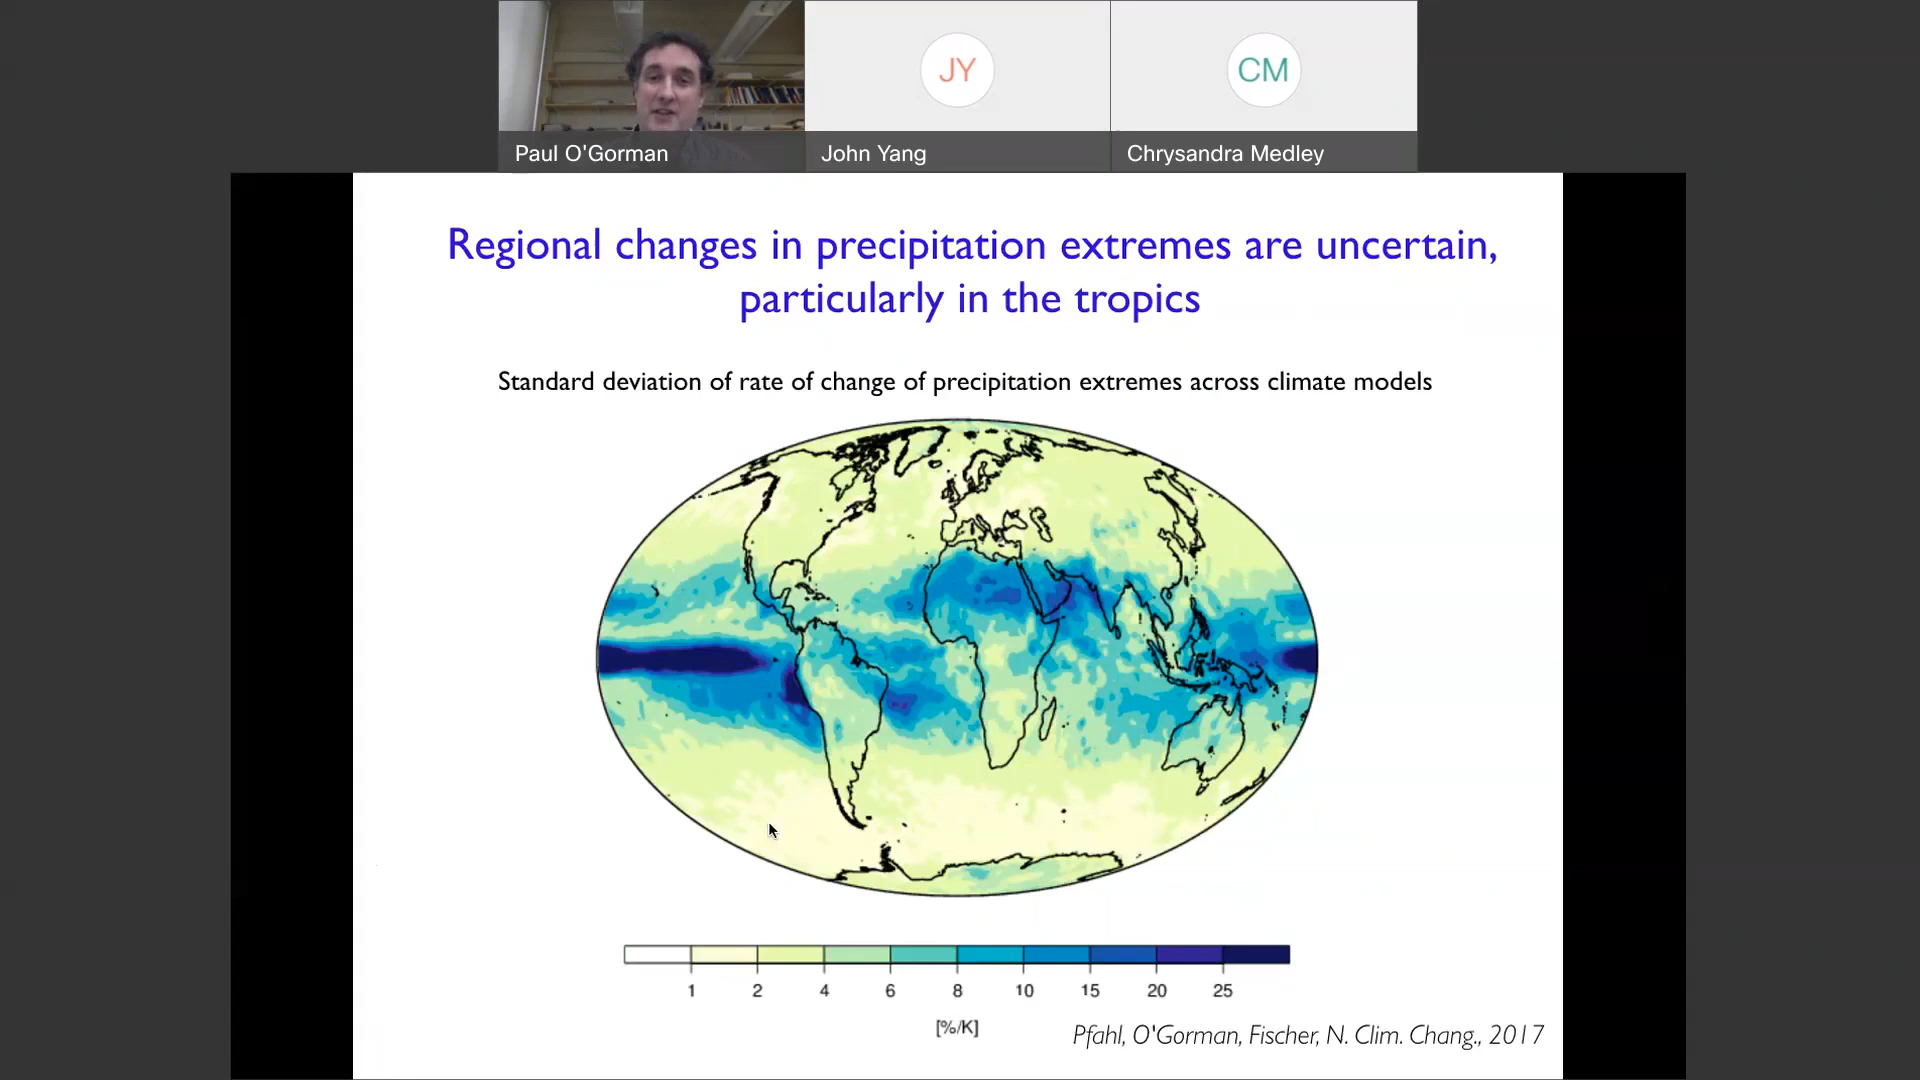 JY
CM
Paul O'Gorman
John Yang
Chrysandra Medley
Regional changes in precipitation extremes are uncertain,
particularly in the tropics
Standard deviation of rate of change of precipitation extremes across climate models
1 2 4 6 8 10 15 20 25
[%/K]
Pfahl, O'Gorman, Fischer, N. Clim. Chang., 2017